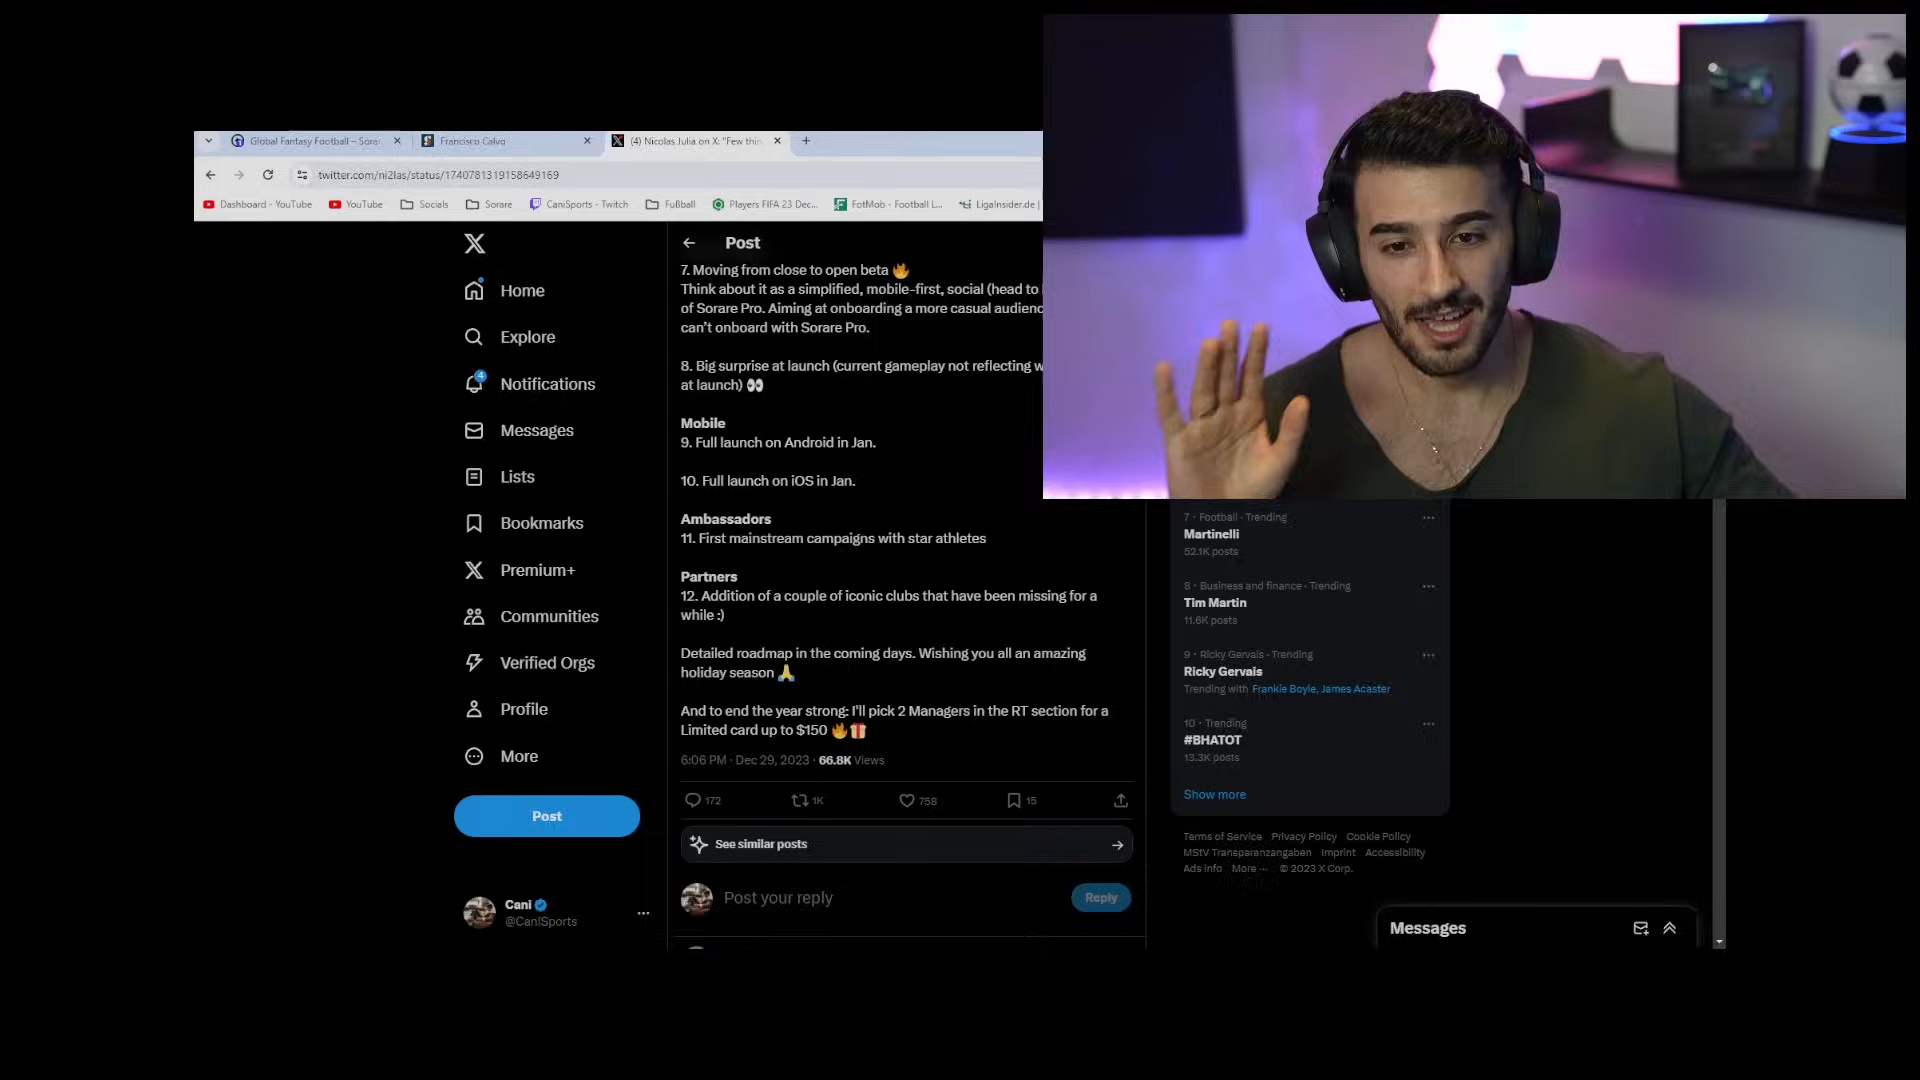 Global Fantasy Football – Sora
Francisco Calvo
(4) Nicolas Julia on X: "Few thin
twitter.com/ni2las/status/1740781319158649169
Dashboard - YouTube
YouTube
Socials
Sorare
CaniSports - Twitch
Fußball
Players FIFA 23 Dec...
FotMob - Football L...
LigaInsider.de |
Home
Explore
4
Notifications
Messages
Lists
Bookmarks
Premium+
Communities
Verified Orgs
Profile
More
Post
Cani
@CaniSports
Post
7. Moving from close to open beta 🔥
Think about it as a simplified, mobile-first, social (head to
of Sorare Pro. Aiming at onboarding a more casual audienc
can't onboard with Sorare Pro.
8. Big surprise at launch (current gameplay not reflecting w
at launch) 👀
Mobile
9. Full launch on Android in Jan.
10. Full launch on iOS in Jan.
Ambassadors
11. First mainstream campaigns with star athletes
Partners
12. Addition of a couple of iconic clubs that have been missing for a
while :)
Detailed roadmap in the coming days. Wishing you all an amazing
holiday season 🙏
And to end the year strong: I'll pick 2 Managers in the RT section for a
Limited card up to $150 🔥🎁
6:06 PM · Dec 29, 2023 · 66.8K Views
172 1K 758 15
See similar posts
Post your reply
Reply
7 · Football · Trending
Martinelli
52.1K posts
8 · Business and finance · Trending
Tim Martin
11.6K posts
9 · Ricky Gervais · Trending
Ricky Gervais
Trending with Frankie Boyle, James Acaster
10 · Trending
#BHATOT
13.3K posts
Show more
Terms of Service Privacy Policy Cookie Policy
MStV Transparenzangaben Imprint Accessibility
Ads info More ··· © 2023 X Corp.
Messages